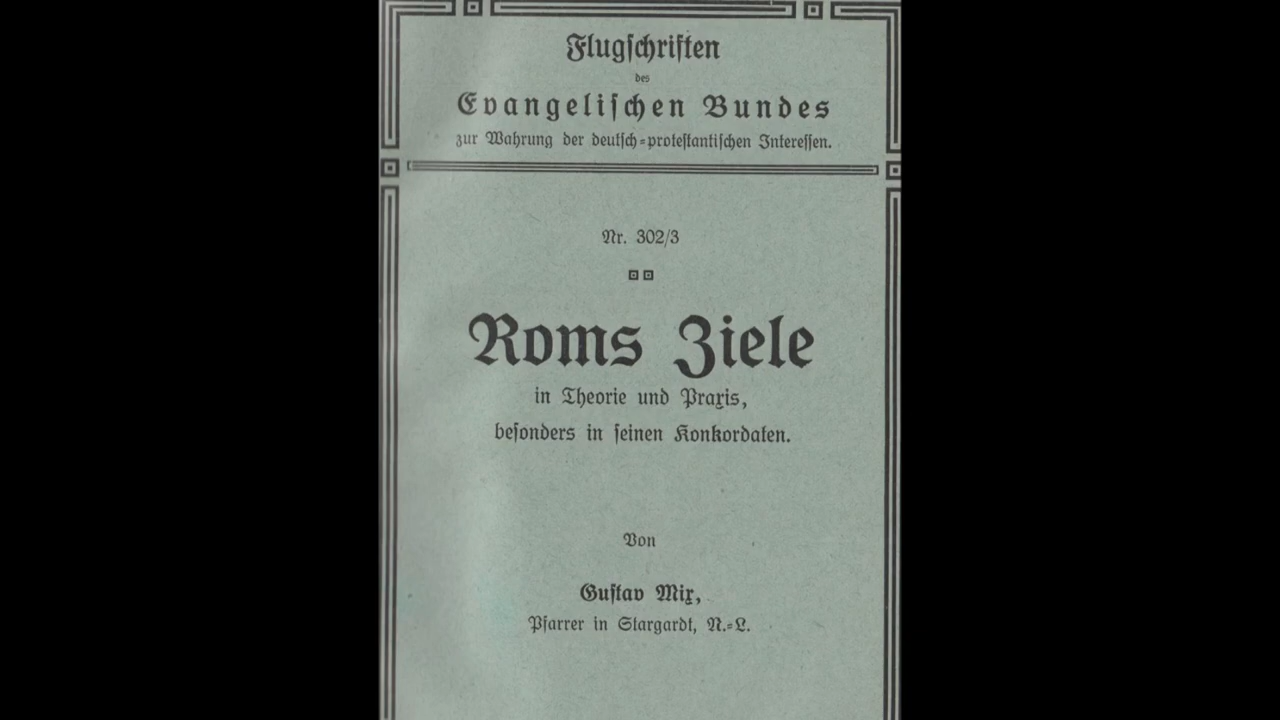 Flugschriften
des
Evangelischen Bundes
zur Wahrung der deutsch-protestantischen Interessen.
Nr. 302/3
Roms Ziele
in Theorie und Praxis,
besonders in seinen Konkordaten.
Von
Gustav Mix,
Pfarrer in Stargardt, N.-L.